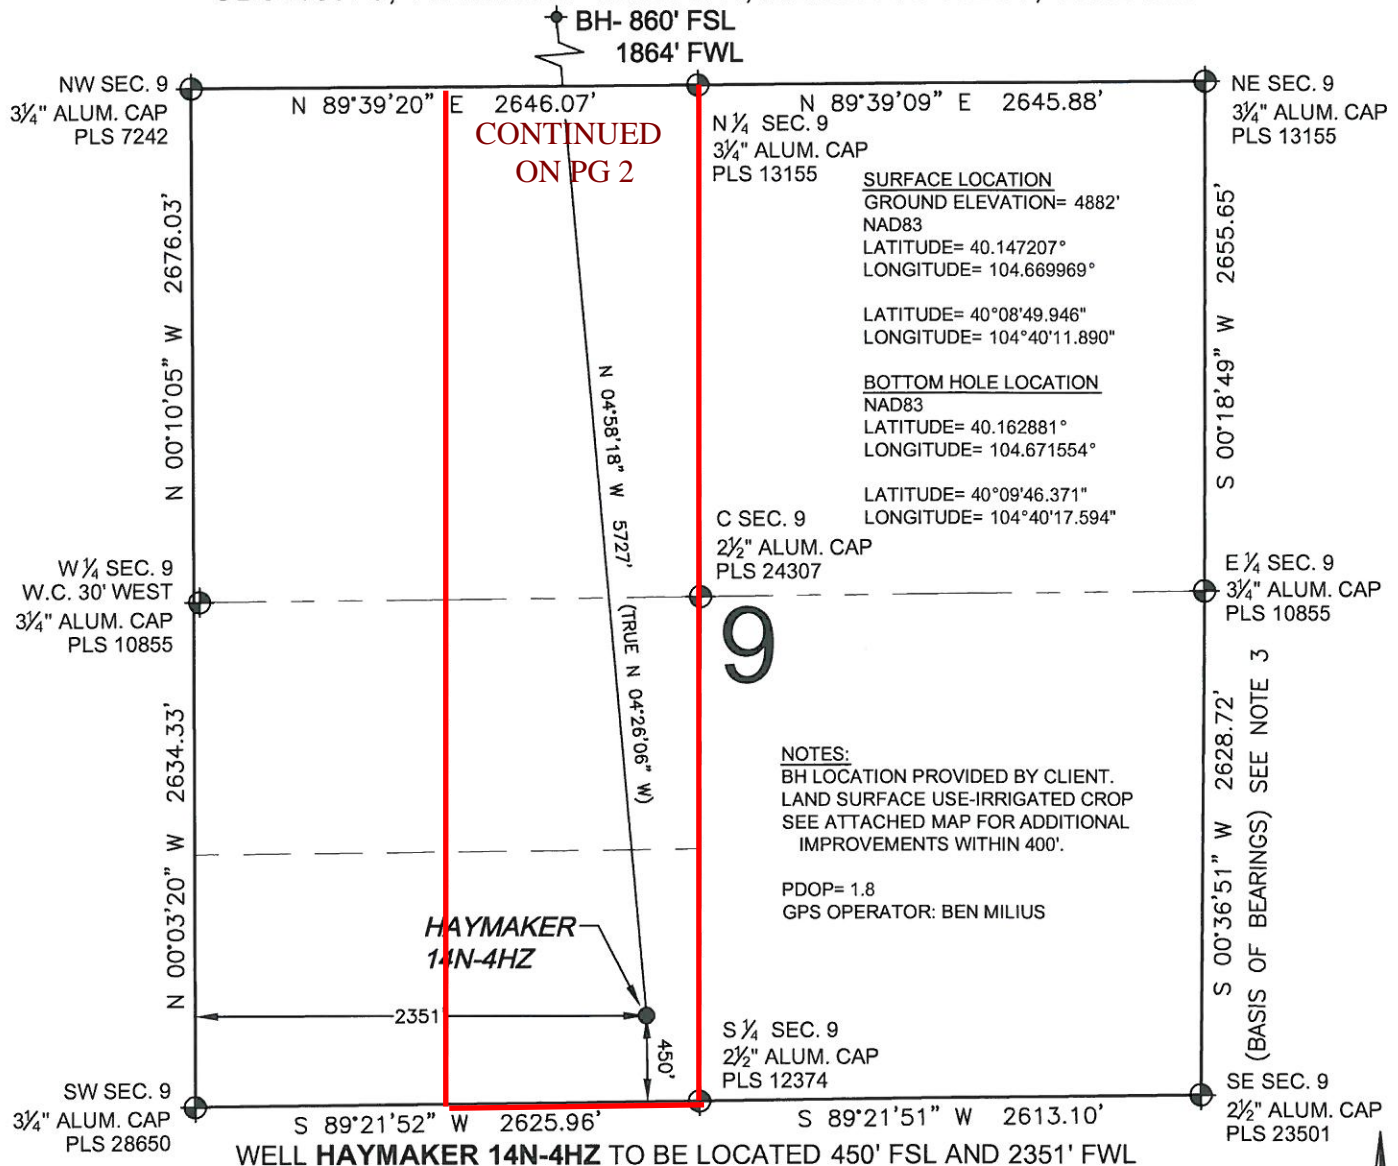 BH- 860' FSL
1864' FWL
NW SEC. 9
3¼" ALUM. CAP
PLS 7242
N 89°39'20" E 2646.07'
N 89°39'09" E 2645.88'
NE SEC. 9
3¼" ALUM. CAP
PLS 13155
CONTINUED
ON PG 2
N ¼ SEC. 9
3¼" ALUM. CAP
PLS 13155
SURFACE LOCATION
GROUND ELEVATION= 4882'
NAD83
LATITUDE= 40.147207°
LONGITUDE= 104.669969°
LATITUDE= 40°08'49.946"
LONGITUDE= 104°40'11.890"
BOTTOM HOLE LOCATION
NAD83
LATITUDE= 40.162881°
LONGITUDE= 104.671554°
LATITUDE= 40°09'46.371"
LONGITUDE= 104°40'17.594"
N 00°10'05" W 2676.03'
S 00°18'49" W 2655.65'
N 04°58'18" W 5727' (TRUE N 04°26'06" W)
C SEC. 9
2½" ALUM. CAP
PLS 24307
W ¼ SEC. 9
W.C. 30' WEST
3¼" ALUM. CAP
PLS 10855
E ¼ SEC. 9
3¼" ALUM. CAP
PLS 10855
9
N 00°03'20" W 2634.33'
S 00°36'51" W 2628.72'
(BASIS OF BEARINGS) SEE NOTE 3
NOTES:
BH LOCATION PROVIDED BY CLIENT.
LAND SURFACE USE-IRRIGATED CROP
SEE ATTACHED MAP FOR ADDITIONAL
IMPROVEMENTS WITHIN 400'.
PDOP= 1.8
GPS OPERATOR: BEN MILIUS
HAYMAKER
14N-4HZ
2351'
450'
S ¼ SEC. 9
2½" ALUM. CAP
PLS 12374
SW SEC. 9
3¼" ALUM. CAP
PLS 28650
S 89°21'52" W 2625.96'
S 89°21'51" W 2613.10'
SE SEC. 9
2½" ALUM. CAP
PLS 23501
WELL HAYMAKER 14N-4HZ TO BE LOCATED 450' FSL AND 2351' FWL